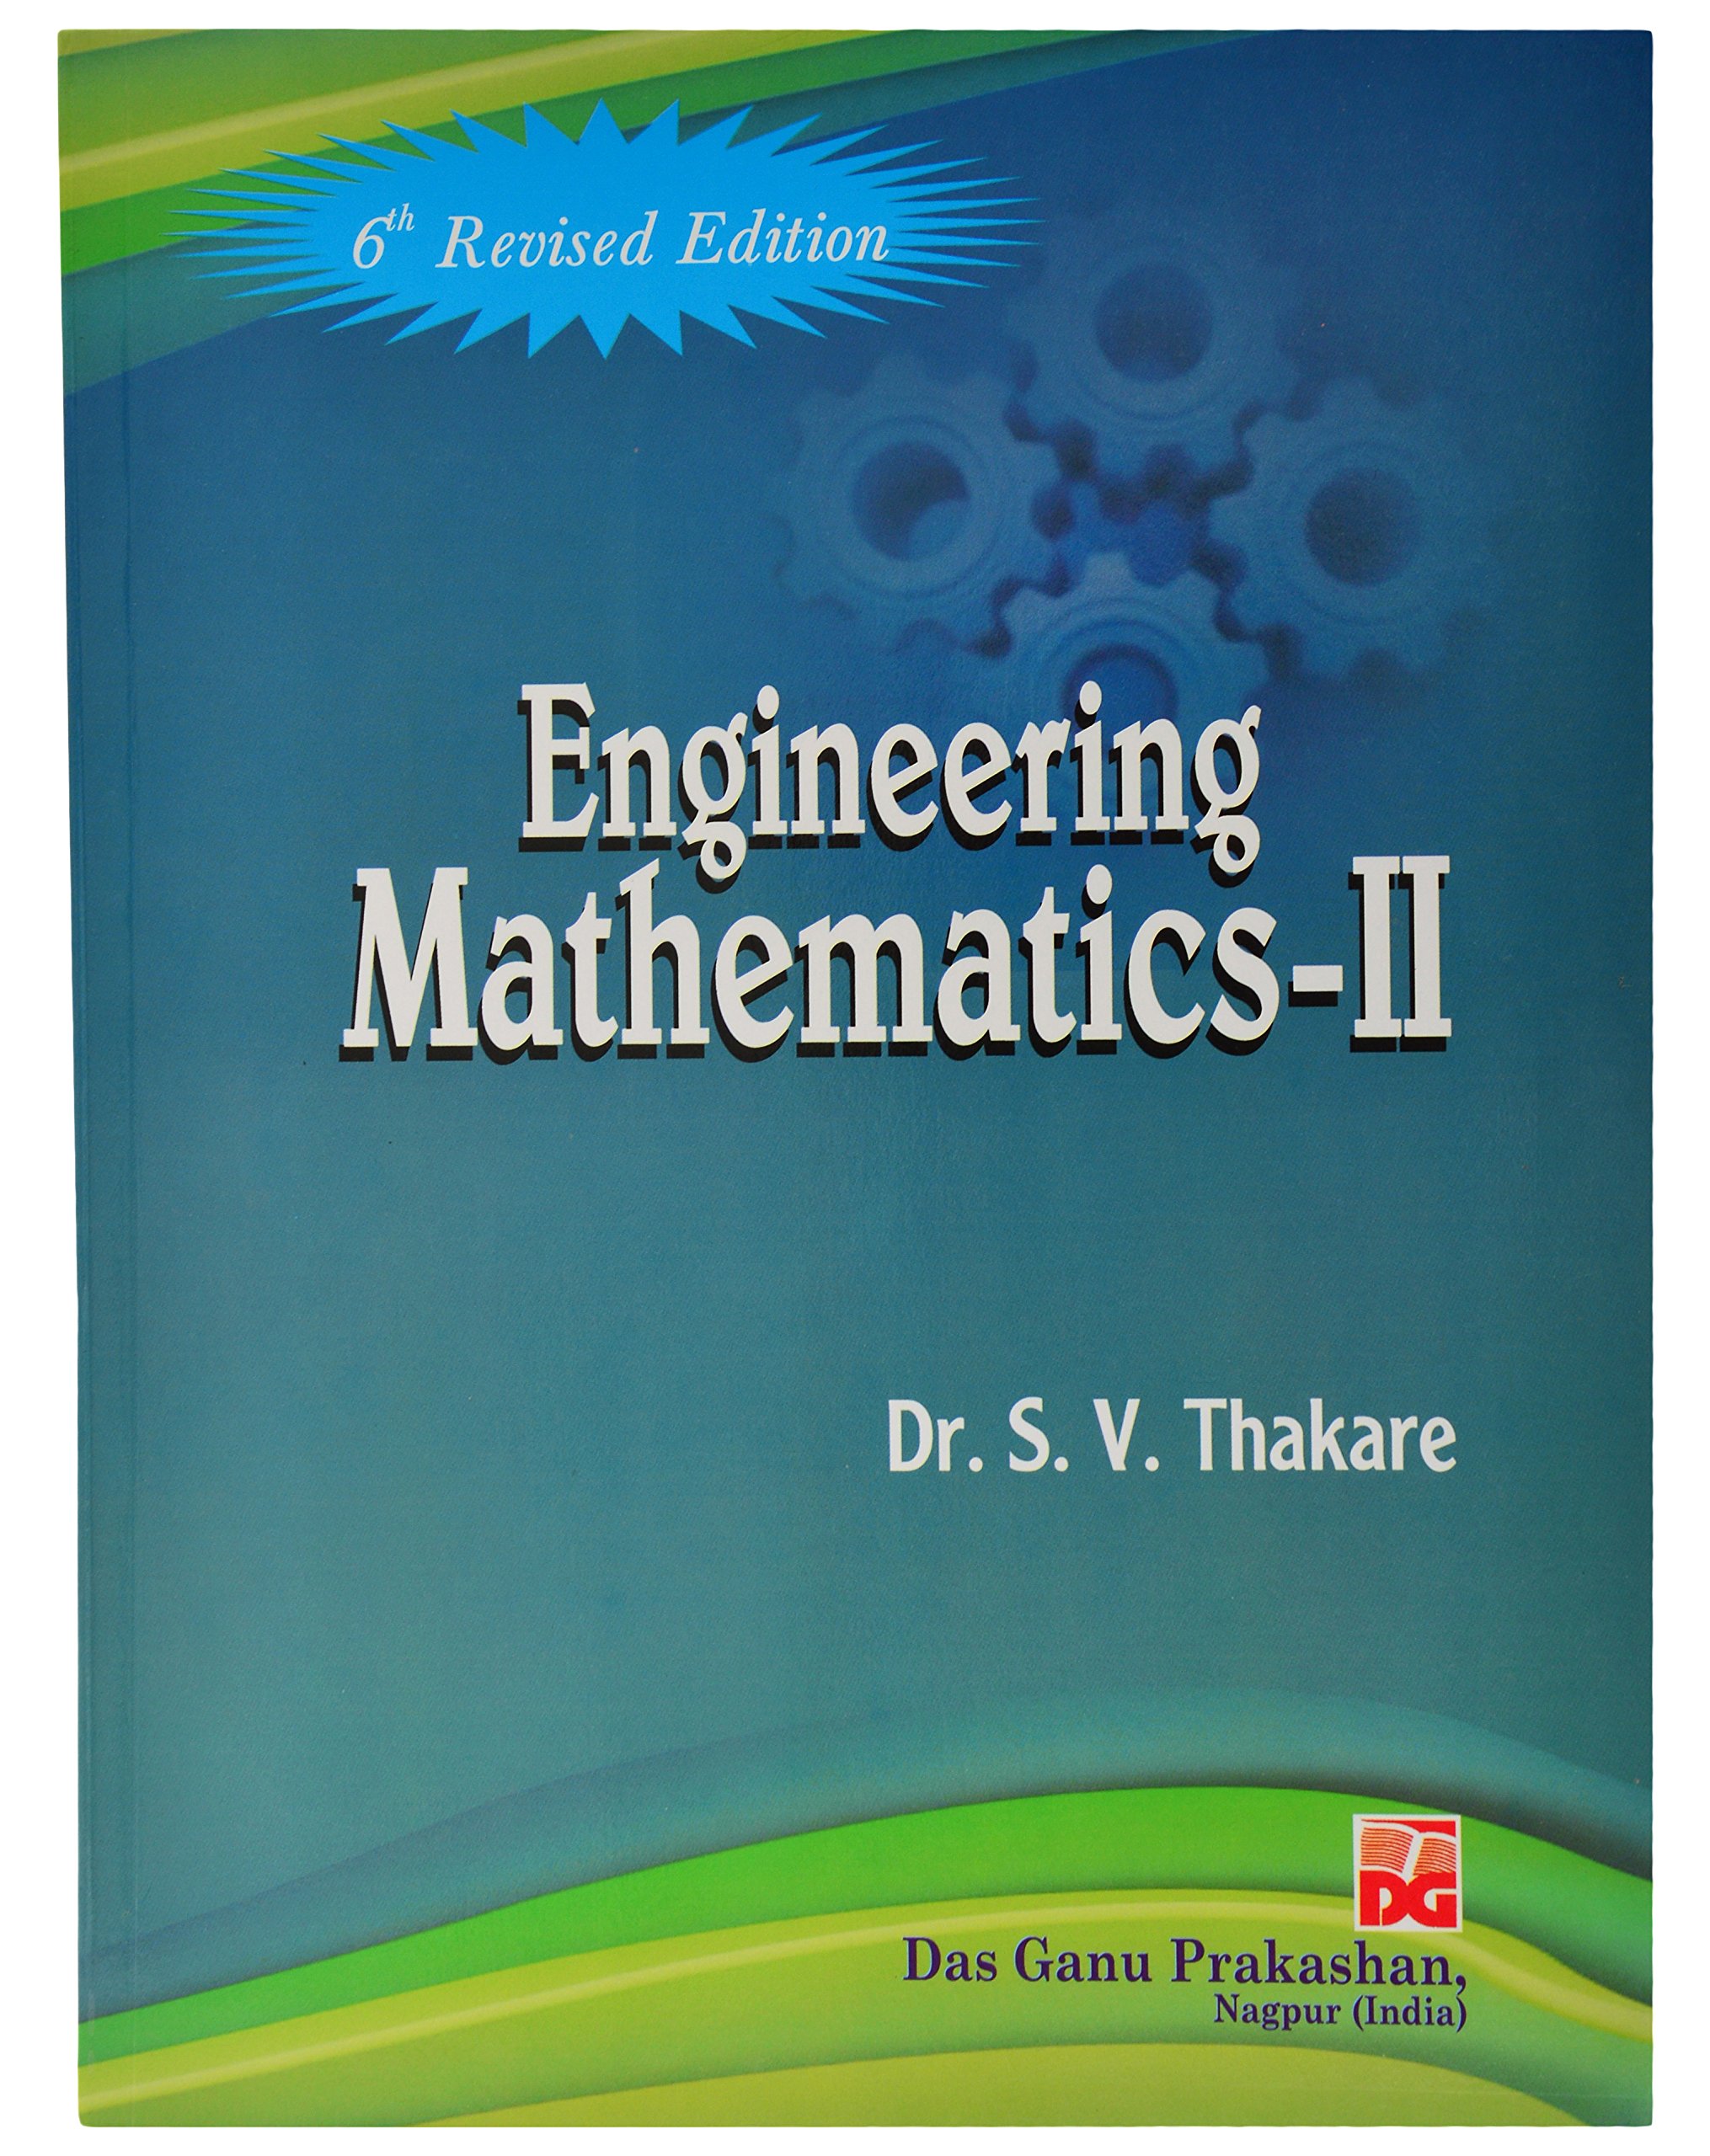 6th Revised Edition
Engineering
Mathematics-II
Dr. S. V. Thakare
DG
Das Ganu Prakashan,
Nagpur (India)